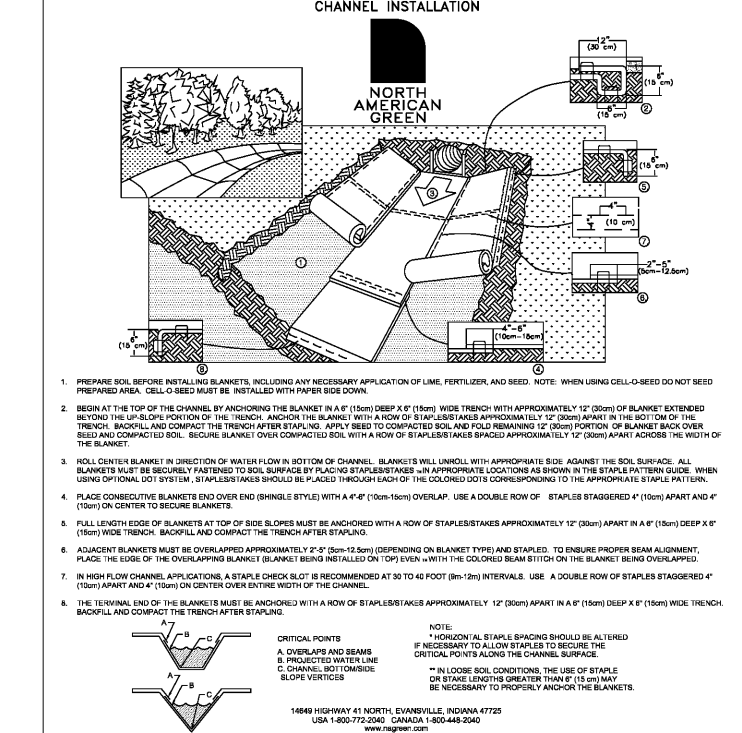 CHANNEL INSTALLATION
NORTH
AMERICAN
GREEN
12"
(30 cm)
6"
(15 cm)
6"
(15 cm)
2
6"
(15 cm)
5
4"
(10 cm)
7
2"-5"
(5cm-12.5cm)
6
3
1
4"-6"
(10cm-15cm)
4
6"
(15 cm)
8
1. PREPARE SOIL BEFORE INSTALLING BLANKETS, INCLUDING ANY NECESSARY APPLICATION OF LIME, FERTILIZER, AND SEED. NOTE: WHEN USING CELL-O-SEED DO NOT SEED
PREPARED AREA. CELL-O-SEED MUST BE INSTALLED WITH PAPER SIDE DOWN.
2. BEGIN AT THE TOP OF THE CHANNEL BY ANCHORING THE BLANKET IN A 6" (15cm) DEEP X 6" (15cm) WIDE TRENCH WITH APPROXIMATELY 12" (30cm) OF BLANKET EXTENDED
BEYOND THE UP-SLOPE PORTION OF THE TRENCH. ANCHOR THE BLANKET WITH A ROW OF STAPLES/STAKES APPROXIMATELY 12" (30cm) APART IN THE BOTTOM OF THE
TRENCH. BACKFILL AND COMPACT THE TRENCH AFTER STAPLING. APPLY SEED TO COMPACTED SOIL AND FOLD REMAINING 12" (30cm) PORTION OF BLANKET BACK OVER
SEED AND COMPACTED SOIL. SECURE BLANKET OVER COMPACTED SOIL WITH A ROW OF STAPLES/STAKES SPACED APPROXIMATELY 12" (30cm) APART ACROSS THE WIDTH OF
THE BLANKET.
3. ROLL CENTER BLANKET IN DIRECTION OF WATER FLOW IN BOTTOM OF CHANNEL. BLANKETS WILL UNROLL WITH APPROPRIATE SIDE AGAINST THE SOIL SURFACE. ALL
BLANKETS MUST BE SECURELY FASTENED TO SOIL SURFACE BY PLACING STAPLES/STAKES IN APPROPRIATE LOCATIONS AS SHOWN IN THE STAPLE PATTERN GUIDE. WHEN
USING OPTIONAL DOT SYSTEM , STAPLES/STAKES SHOULD BE PLACED THROUGH EACH OF THE COLORED DOTS CORRESPONDING TO THE APPROPRIATE STAPLE PATTERN.
4. PLACE CONSECUTIVE BLANKETS END OVER END (SHINGLE STYLE) WITH A 4"-6" (10cm-15cm) OVERLAP. USE A DOUBLE ROW OF STAPLES STAGGERED 4" (10cm) APART AND 4"
(10cm) ON CENTER TO SECURE BLANKETS.
5. FULL LENGTH EDGE OF BLANKETS AT TOP OF SIDE SLOPES MUST BE ANCHORED WITH A ROW OF STAPLES/STAKES APPROXIMATELY 12" (30cm) APART IN A 6" (15cm) DEEP X 6"
(15cm) WIDE TRENCH. BACKFILL AND COMPACT THE TRENCH AFTER STAPLING.
6. ADJACENT BLANKETS MUST BE OVERLAPPED APPROXIMATELY 2"-5" (5cm-12.5cm) (DEPENDING ON BLANKET TYPE) AND STAPLED. TO ENSURE PROPER SEAM ALIGNMENT,
PLACE THE EDGE OF THE OVERLAPPING BLANKET (BLANKET BEING INSTALLED ON TOP) EVEN WITH THE COLORED SEAM STITCH ON THE BLANKET BEING OVERLAPPED.
7. IN HIGH FLOW CHANNEL APPLICATIONS, A STAPLE CHECK SLOT IS RECOMMENDED AT 30 TO 40 FOOT (9m-12m) INTERVALS. USE A DOUBLE ROW OF STAPLES STAGGERED 4"
(10cm) APART AND 4" (10cm) ON CENTER OVER ENTIRE WIDTH OF THE CHANNEL.
8. THE TERMINAL END OF THE BLANKETS MUST BE ANCHORED WITH A ROW OF STAPLES/STAKES APPROXIMATELY 12" (30cm) APART IN A 6" (15cm) DEEP X 6" (15cm) WIDE TRENCH.
BACKFILL AND COMPACT THE TRENCH AFTER STAPLING.
A
B
C
A
B
C
CRITICAL POINTS
A. OVERLAPS AND SEAMS
B. PROJECTED WATER LINE
C. CHANNEL BOTTOM/SIDE
SLOPE VERTICES
NOTE:
* HORIZONTAL STAPLE SPACING SHOULD BE ALTERED
IF NECESSARY TO ALLOW STAPLES TO SECURE THE
CRITICAL POINTS ALONG THE CHANNEL SURFACE.
** IN LOOSE SOIL CONDITIONS, THE USE OF STAPLE
OR STAKE LENGTHS GREATER THAN 6" (15 cm) MAY
BE NECESSARY TO PROPERLY ANCHOR THE BLANKETS.
14649 HIGHWAY 41 NORTH, EVANSVILLE, INDIANA 47725
USA 1-800-772-2040 CANADA 1-800-448-2040
www.nagreen.com